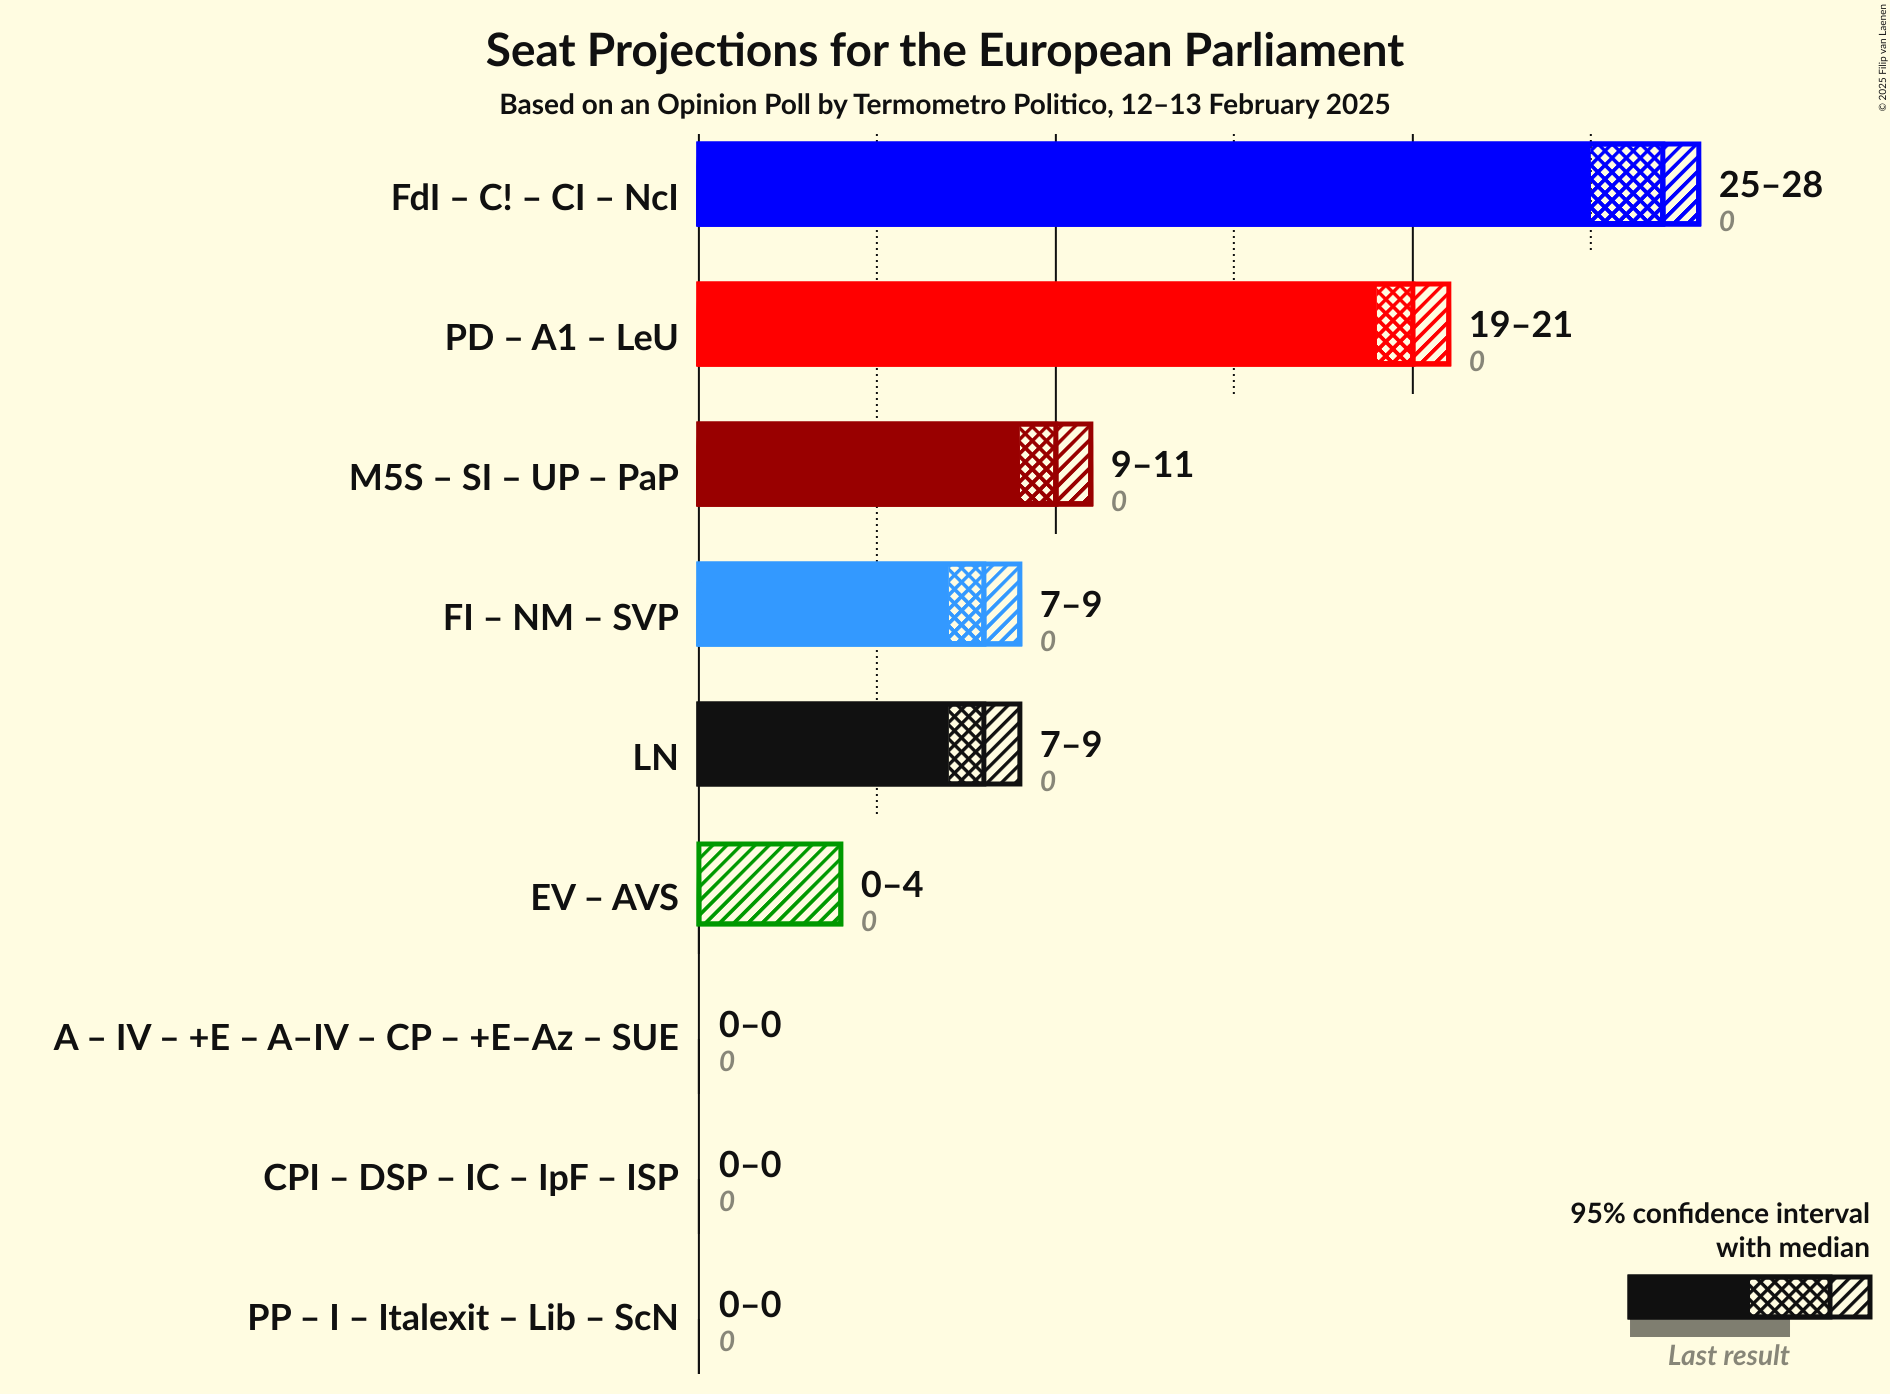 Seat Projections for the European Parliament
Based on an Opinion Poll by Termometro Politico, 12–13 February 2025
© 2025 Filip van Laenen
FdI – C! – CI – NcI
25–28
0
PD – A1 – LeU
19–21
0
M5S – SI – UP – PaP
9–11
0
FI – NM – SVP
7–9
0
LN
7–9
0
EV – AVS
0–4
0
A – IV – +E – A–IV – CP – +E–Az – SUE
0–0
0
CPI – DSP – IC – IpF – ISP
0–0
0
PP – I – Italexit – Lib – ScN
0–0
0
95% confidence interval
with median
Last result